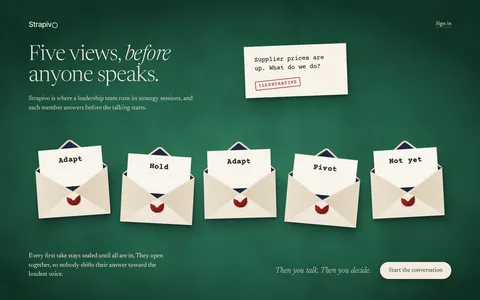 Strapivo
Sign in
Five views, before
anyone speaks.
Strapivo is where a leadership team runs its strategy sessions, and
each member answers before the talking starts.
Supplier prices are
up. What do we do?
ILLUSTRATIVE
Adapt
Hold
Adapt
Pivot
Not yet
Every first take stays sealed until all are in. They open
together, so nobody shifts their answer toward the
loudest voice.
Then you talk. Then you decide.
Start the conversation